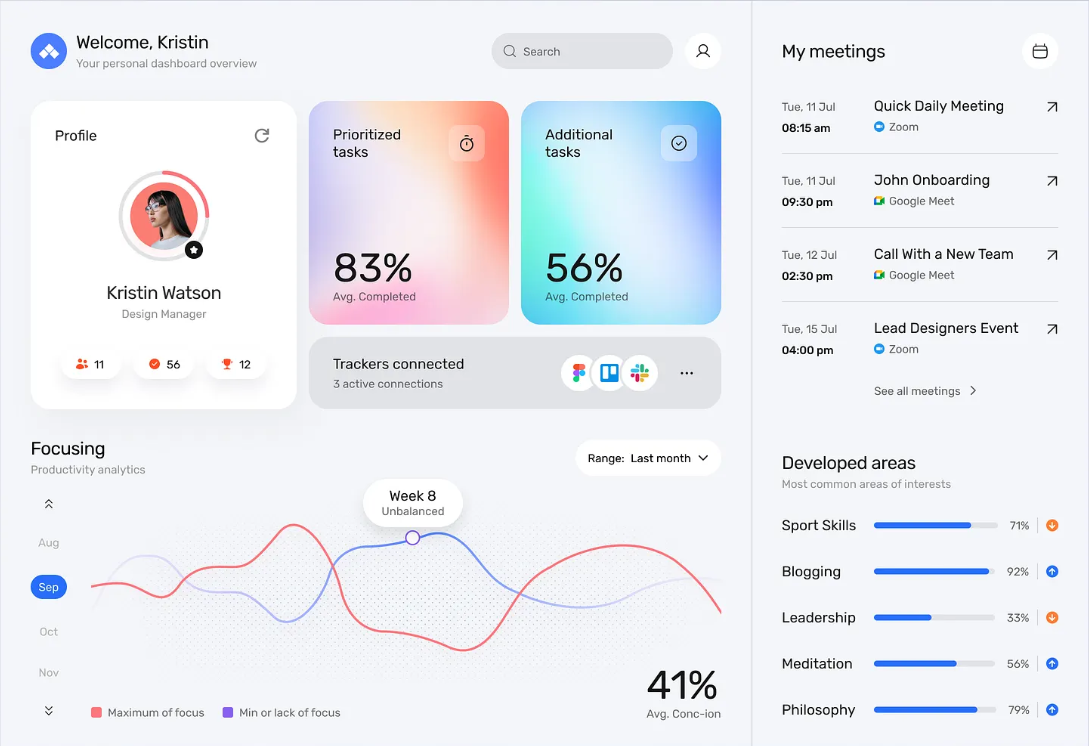 Welcome, Kristin
Your personal dashboard overview
Search
Profile
Kristin Watson
Design Manager
11
56
12
Prioritized
tasks
83%
Avg. Completed
Additional
tasks
56%
Avg. Completed
Trackers connected
3 active connections
Focusing
Productivity analytics
Range: Last month
Week 8
Unbalanced
Aug
Sep
Oct
Nov
Maximum of focus
Min or lack of focus
41%
Avg. Conc-ion
My meetings
Tue, 11 Jul
08:15 am
Quick Daily Meeting
Zoom
Tue, 11 Jul
09:30 pm
John Onboarding
Google Meet
Tue, 12 Jul
02:30 pm
Call With a New Team
Google Meet
Tue, 15 Jul
04:00 pm
Lead Designers Event
Zoom
See all meetings
Developed areas
Most common areas of interests
Sport Skills 71%
Blogging 92%
Leadership 33%
Meditation 56%
Philosophy 79%